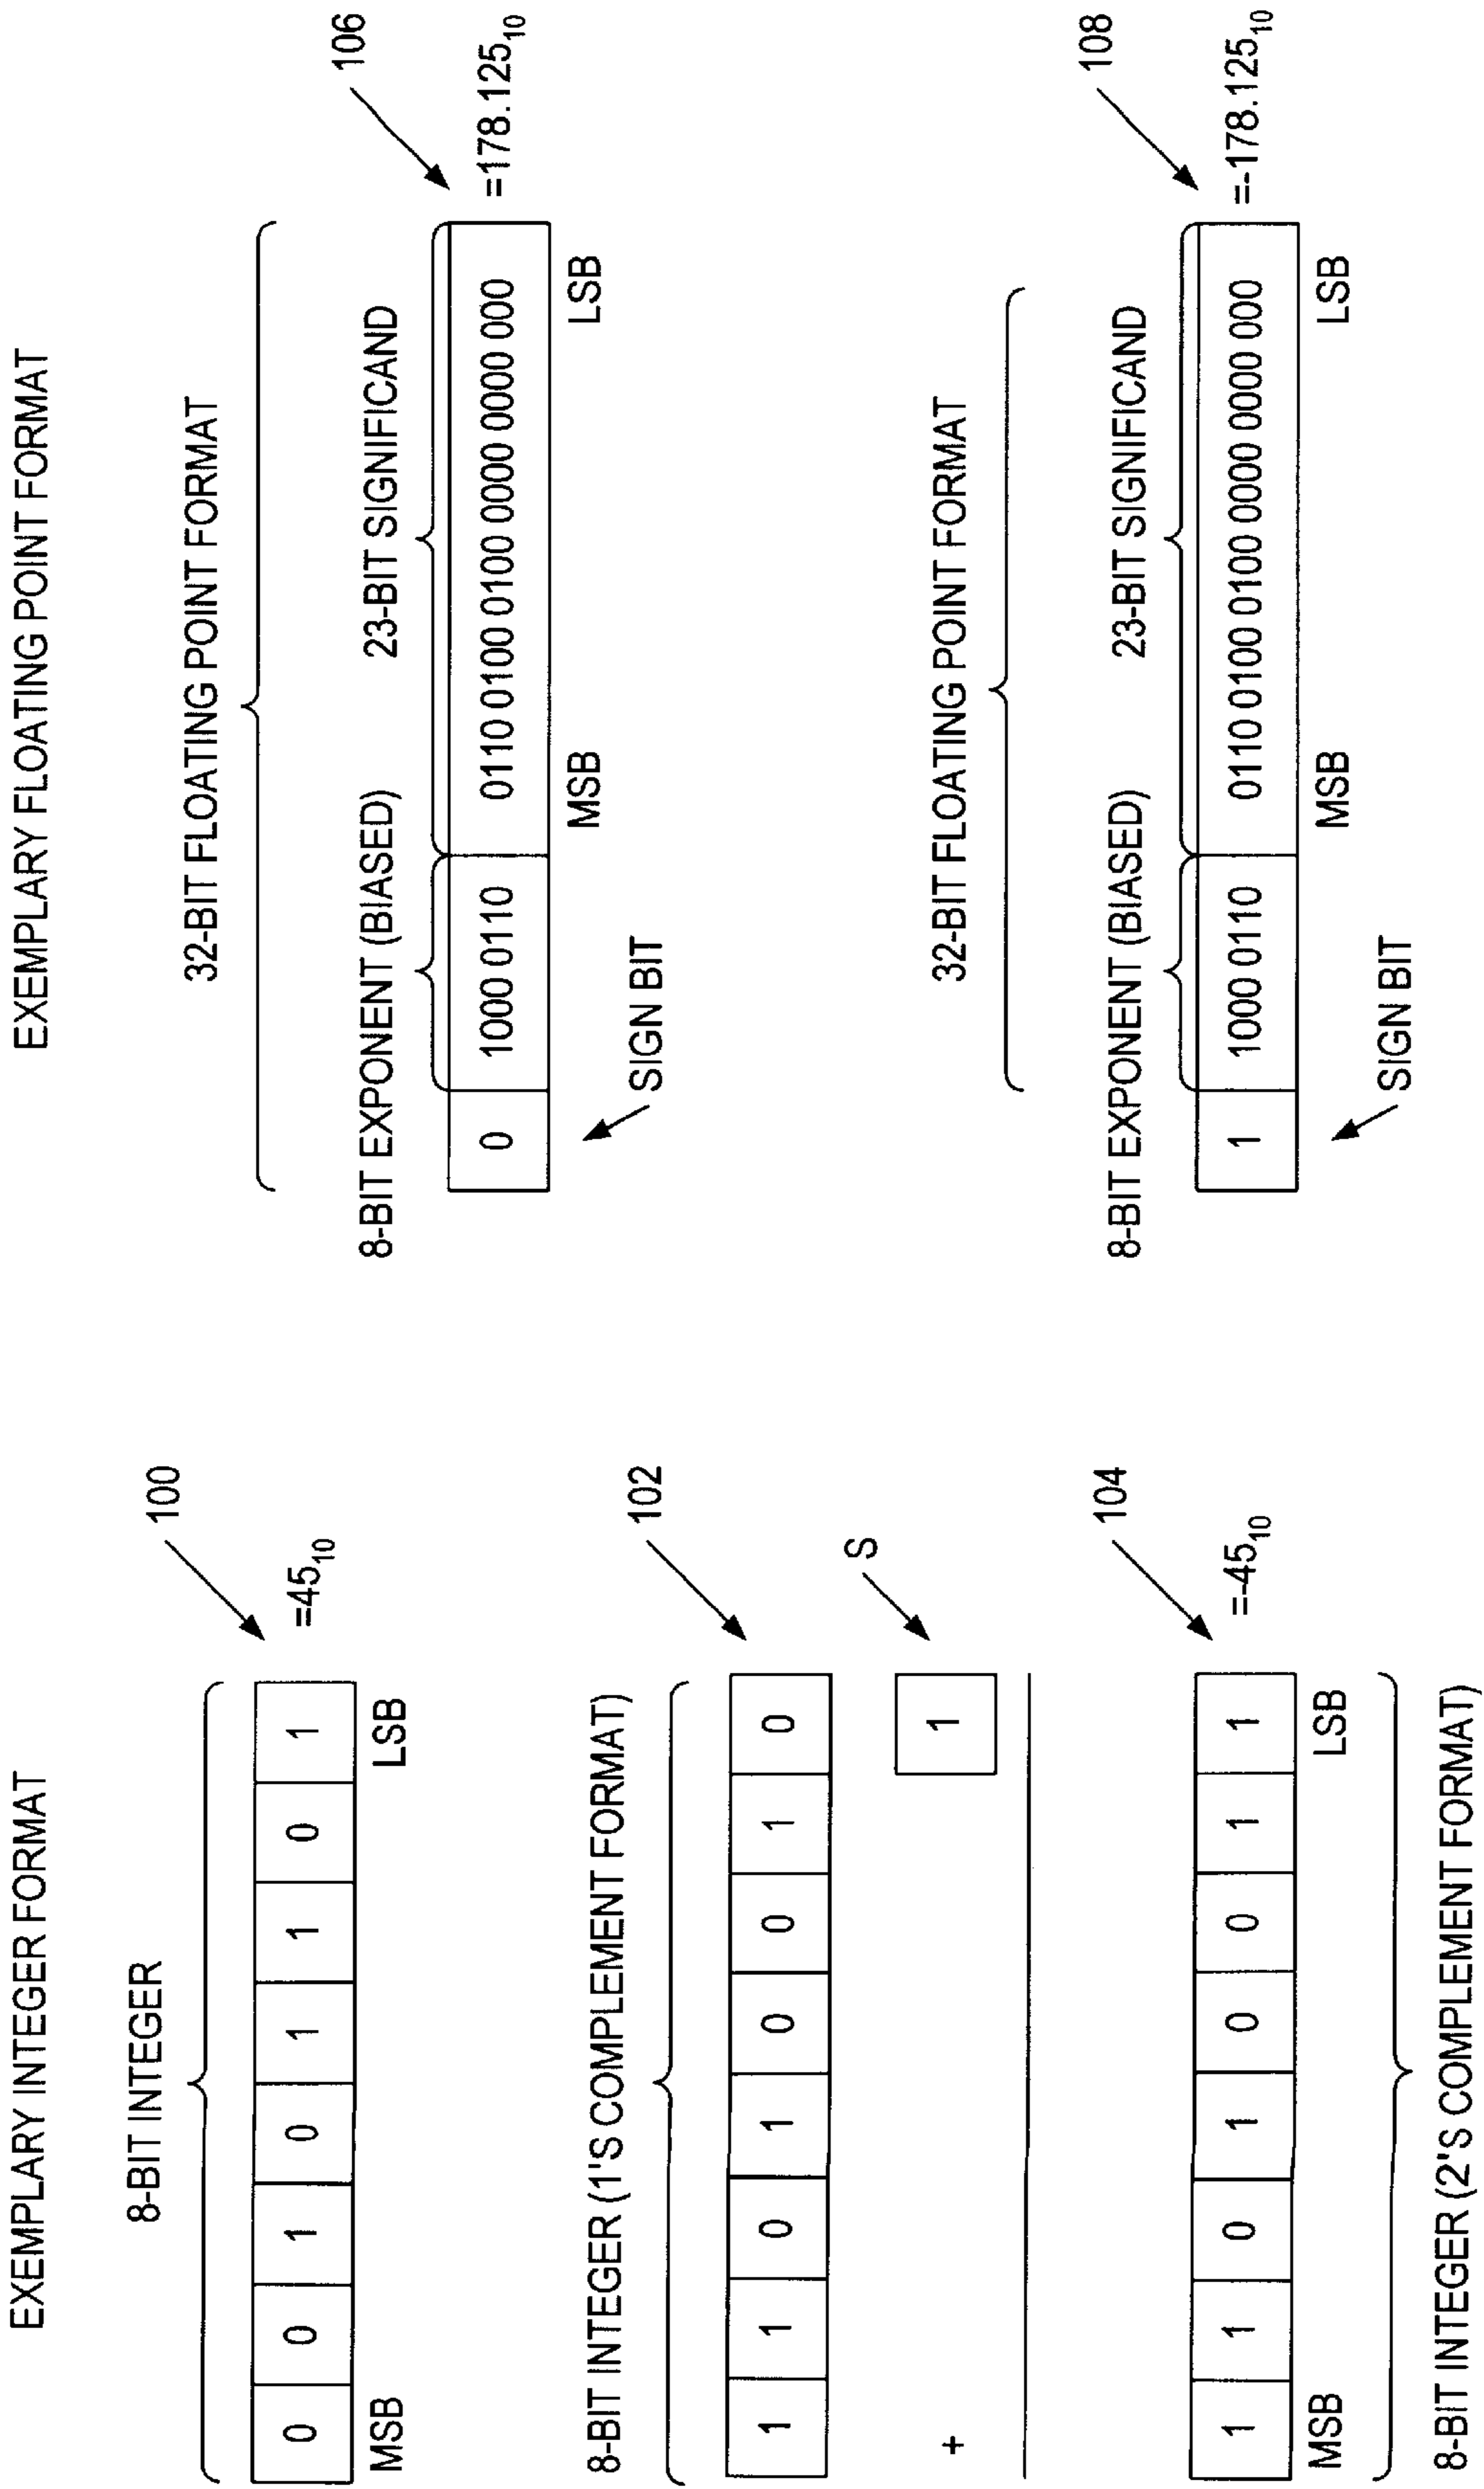 EXEMPLARY INTEGER FORMAT
8-BIT INTEGER
100
0 0 1 0 1 1 0 1
=45₁₀
MSB LSB
8-BIT INTEGER (1'S COMPLEMENT FORMAT)
102
1 1 0 1 0 0 1 0
S
+ 1
104
1 1 0 1 0 0 1 1
=-45₁₀
MSB LSB
8-BIT INTEGER (2'S COMPLEMENT FORMAT)
EXEMPLARY FLOATING POINT FORMAT
32-BIT FLOATING POINT FORMAT
106
8-BIT EXPONENT (BIASED) 23-BIT SIGNIFICAND
0 1000 0110 0110 0100 0100 0000 0000 000
=178.125₁₀
MSB LSB
SIGN BIT
32-BIT FLOATING POINT FORMAT
108
8-BIT EXPONENT (BIASED) 23-BIT SIGNIFICAND
1 1000 0110 0110 0100 0100 0000 0000 000
=-178.125₁₀
MSB LSB
SIGN BIT